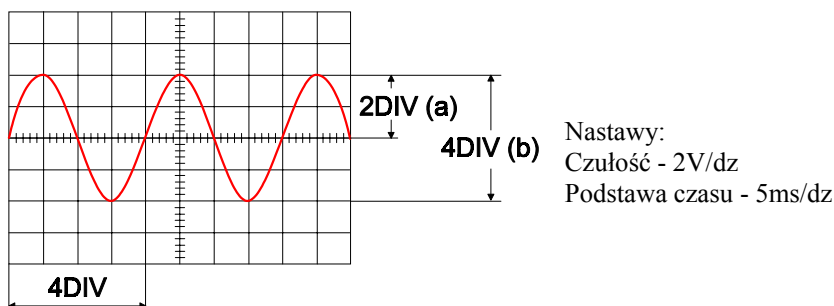 2DIV (a)
4DIV (b)
Nastawy:
Czułość - 2V/dz
Podstawa czasu - 5ms/dz
4DIV